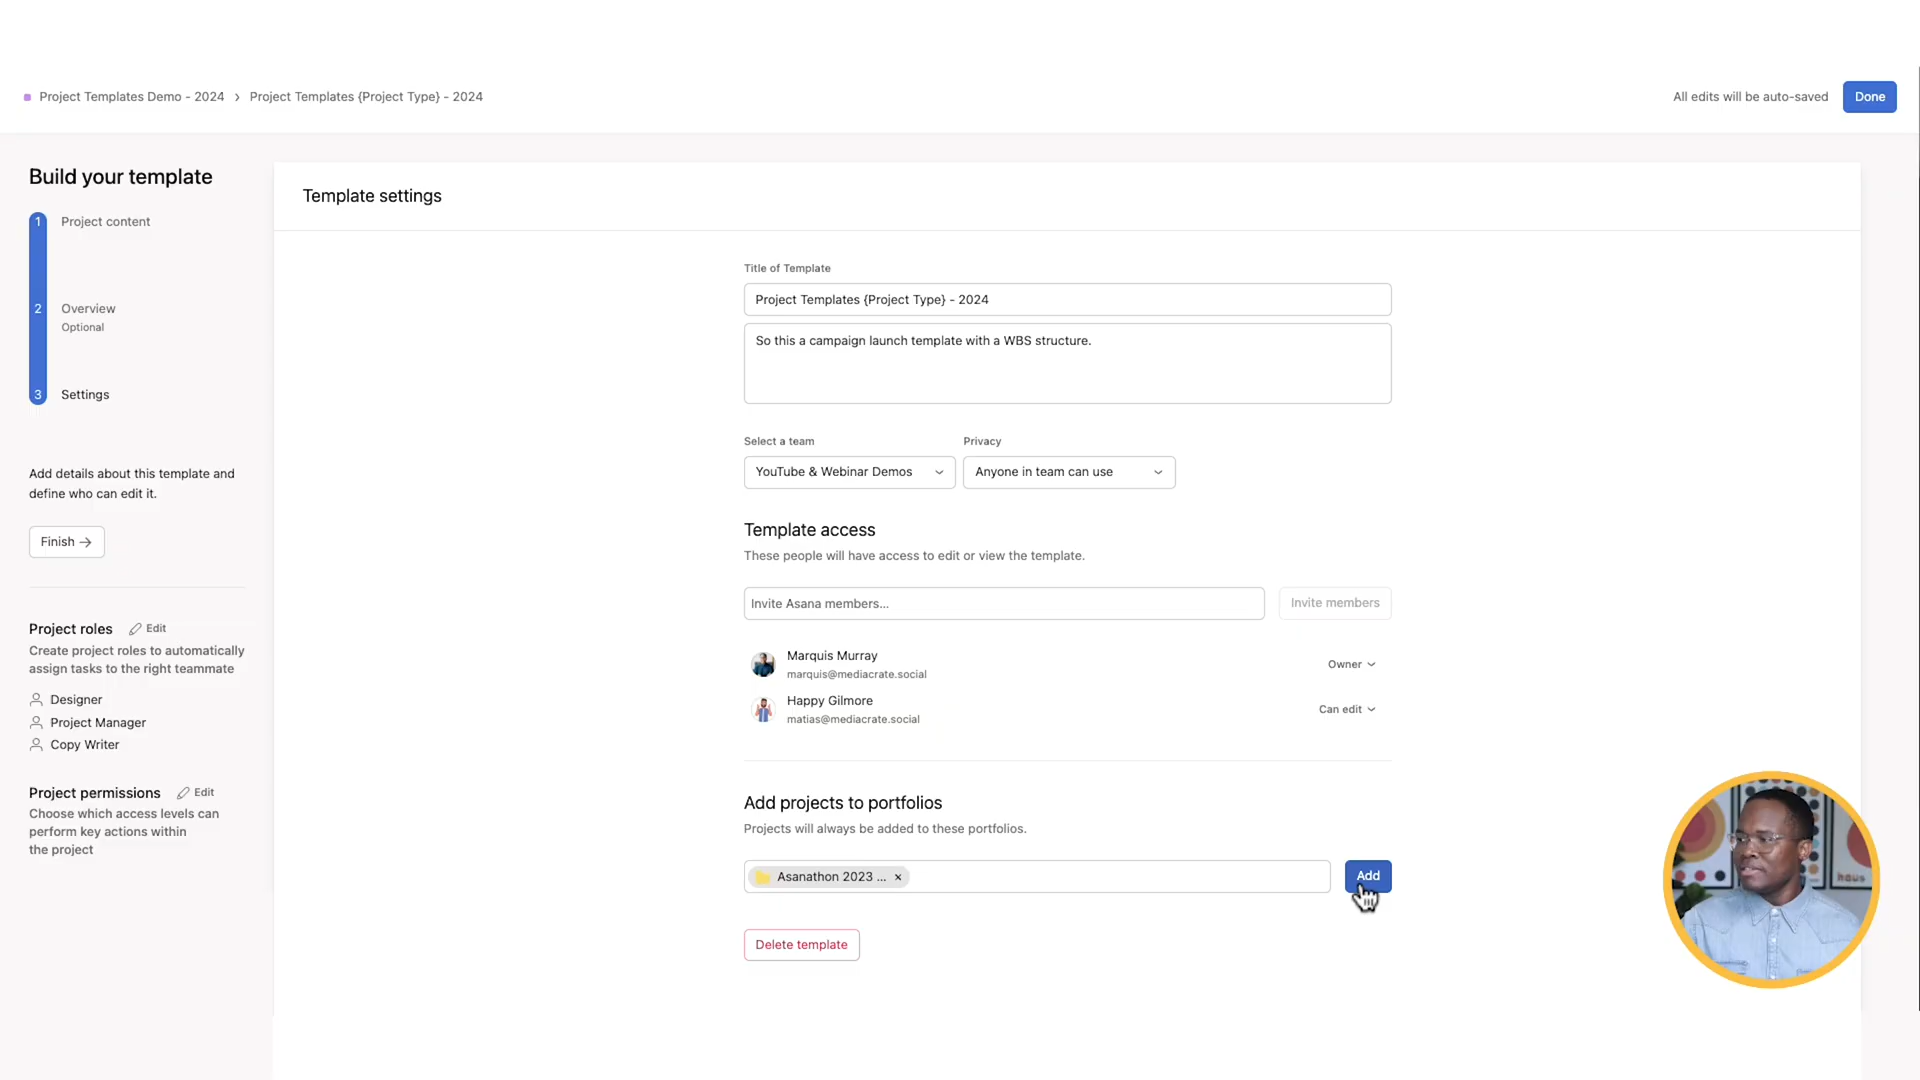 Project Templates Demo - 2024 › Project Templates {Project Type} - 2024
All edits will be auto-saved
Done
Build your template
1 Project content
2 Overview
Optional
3 Settings
Add details about this template and
define who can edit it.
Finish →
Project roles Edit
Create project roles to automatically
assign tasks to the right teammate
Designer
Project Manager
Copy Writer
Project permissions Edit
Choose which access levels can
perform key actions within
the project
Template settings
Title of Template
Project Templates {Project Type} - 2024
So this a campaign launch template with a WBS structure.
Select a team
Privacy
YouTube & Webinar Demos
Anyone in team can use
Template access
These people will have access to edit or view the template.
Invite Asana members...
Invite members
Marquis Murray
marquis@mediacrate.social
Owner
Happy Gilmore
matias@mediacrate.social
Can edit
Add projects to portfolios
Projects will always be added to these portfolios.
Asanathon 2023 ... ×
Add
Delete template
haus